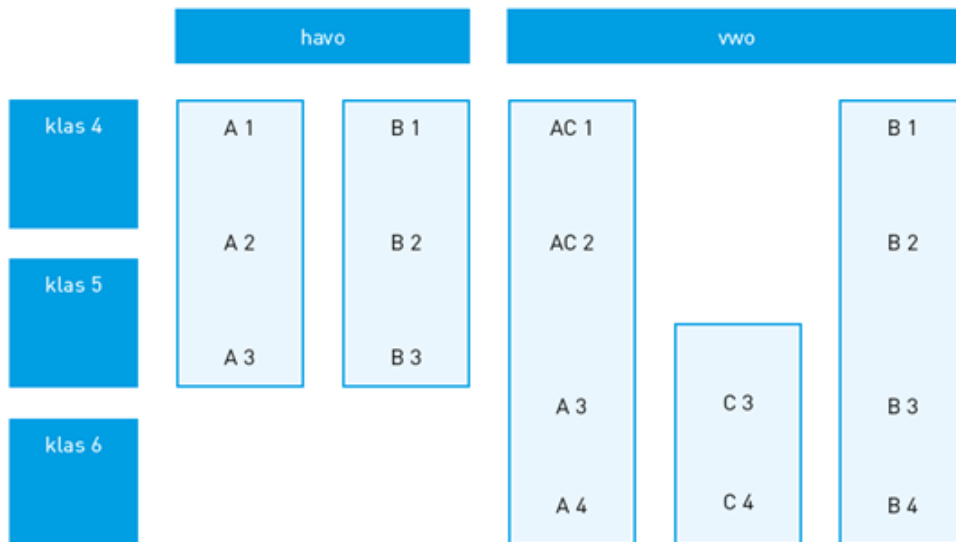 havo vwo
klas 4 A 1 B 1 AC 1 B 1
A 2 B 2 AC 2 B 2
klas 5
A 3 B 3
A 3 C 3 B 3
klas 6
A 4 C 4 B 4